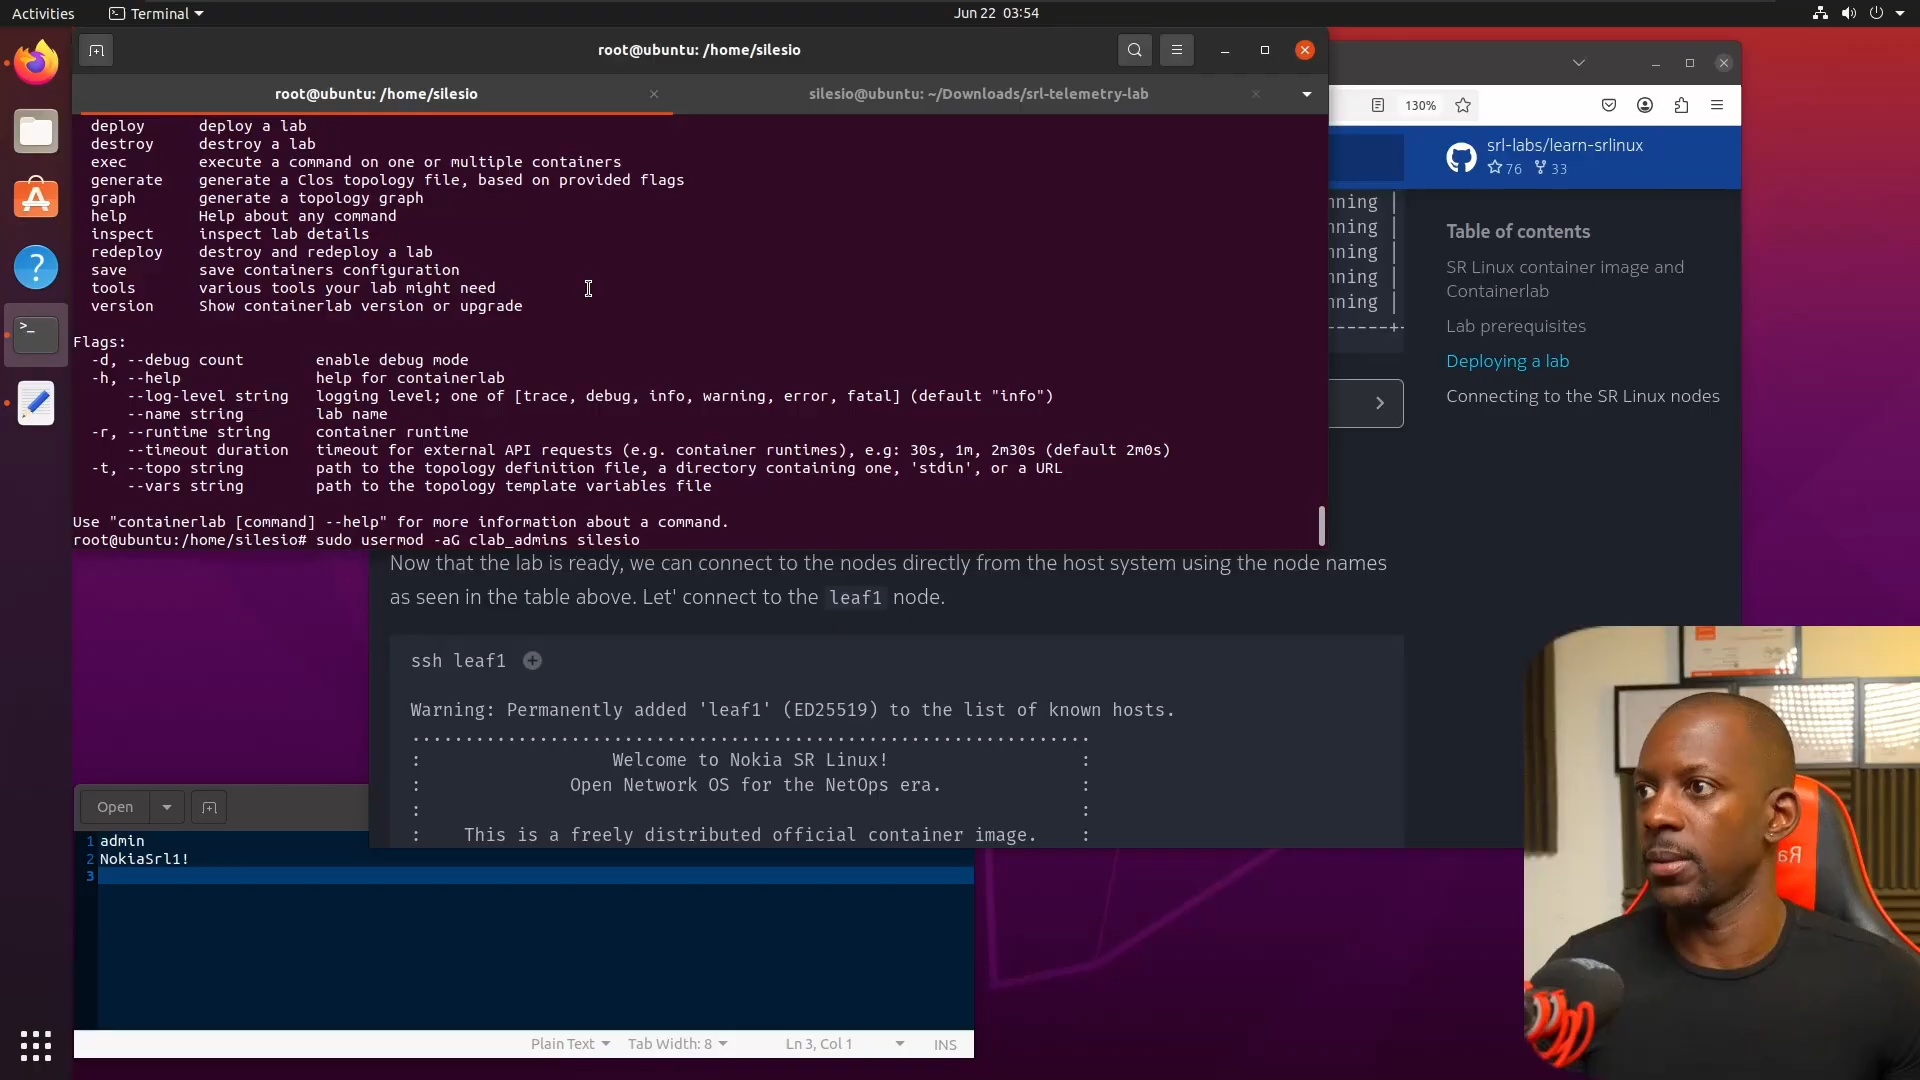 Activities
Terminal
Jun 22 03:54
root@ubuntu: /home/silesio
root@ubuntu: /home/silesio
silesio@ubuntu: ~/Downloads/srl-telemetry-lab
deploy deploy a lab
destroy destroy a lab
exec execute a command on one or multiple containers
generate generate a Clos topology file, based on provided flags
graph generate a topology graph
help Help about any command
inspect inspect lab details
redeploy destroy and redeploy a lab
save save containers configuration
tools various tools your lab might need
version Show containerlab version or upgrade
Flags:
-d, --debug count enable debug mode
-h, --help help for containerlab
--log-level string logging level; one of [trace, debug, info, warning, error, fatal] (default "info")
--name string lab name
-r, --runtime string container runtime
--timeout duration timeout for external API requests (e.g. container runtimes), e.g: 30s, 1m, 2m30s (default 2m0s)
-t, --topo string path to the topology definition file, a directory containing one, 'stdin', or a URL
--vars string path to the topology template variables file
Use "containerlab [command] --help" for more information about a command.
root@ubuntu:/home/silesio# sudo usermod -aG clab_admins silesio
130%
srl-labs/learn-srlinux
76 33
nning |
nning |
nning |
nning |
nning |
------+-
Table of contents
SR Linux container image and
Containerlab
Lab prerequisites
Deploying a lab
Connecting to the SR Linux nodes
Now that the lab is ready, we can connect to the nodes directly from the host system using the node names
as seen in the table above. Let' connect to the leaf1 node.
ssh leaf1
Warning: Permanently added 'leaf1' (ED25519) to the list of known hosts.
................................................................
: Welcome to Nokia SR Linux! :
: Open Network OS for the NetOps era. :
: :
: This is a freely distributed official container image. :
Open
1 admin
2 NokiaSrl1!
3
Plain Text
Tab Width: 8
Ln 3, Col 1
INS